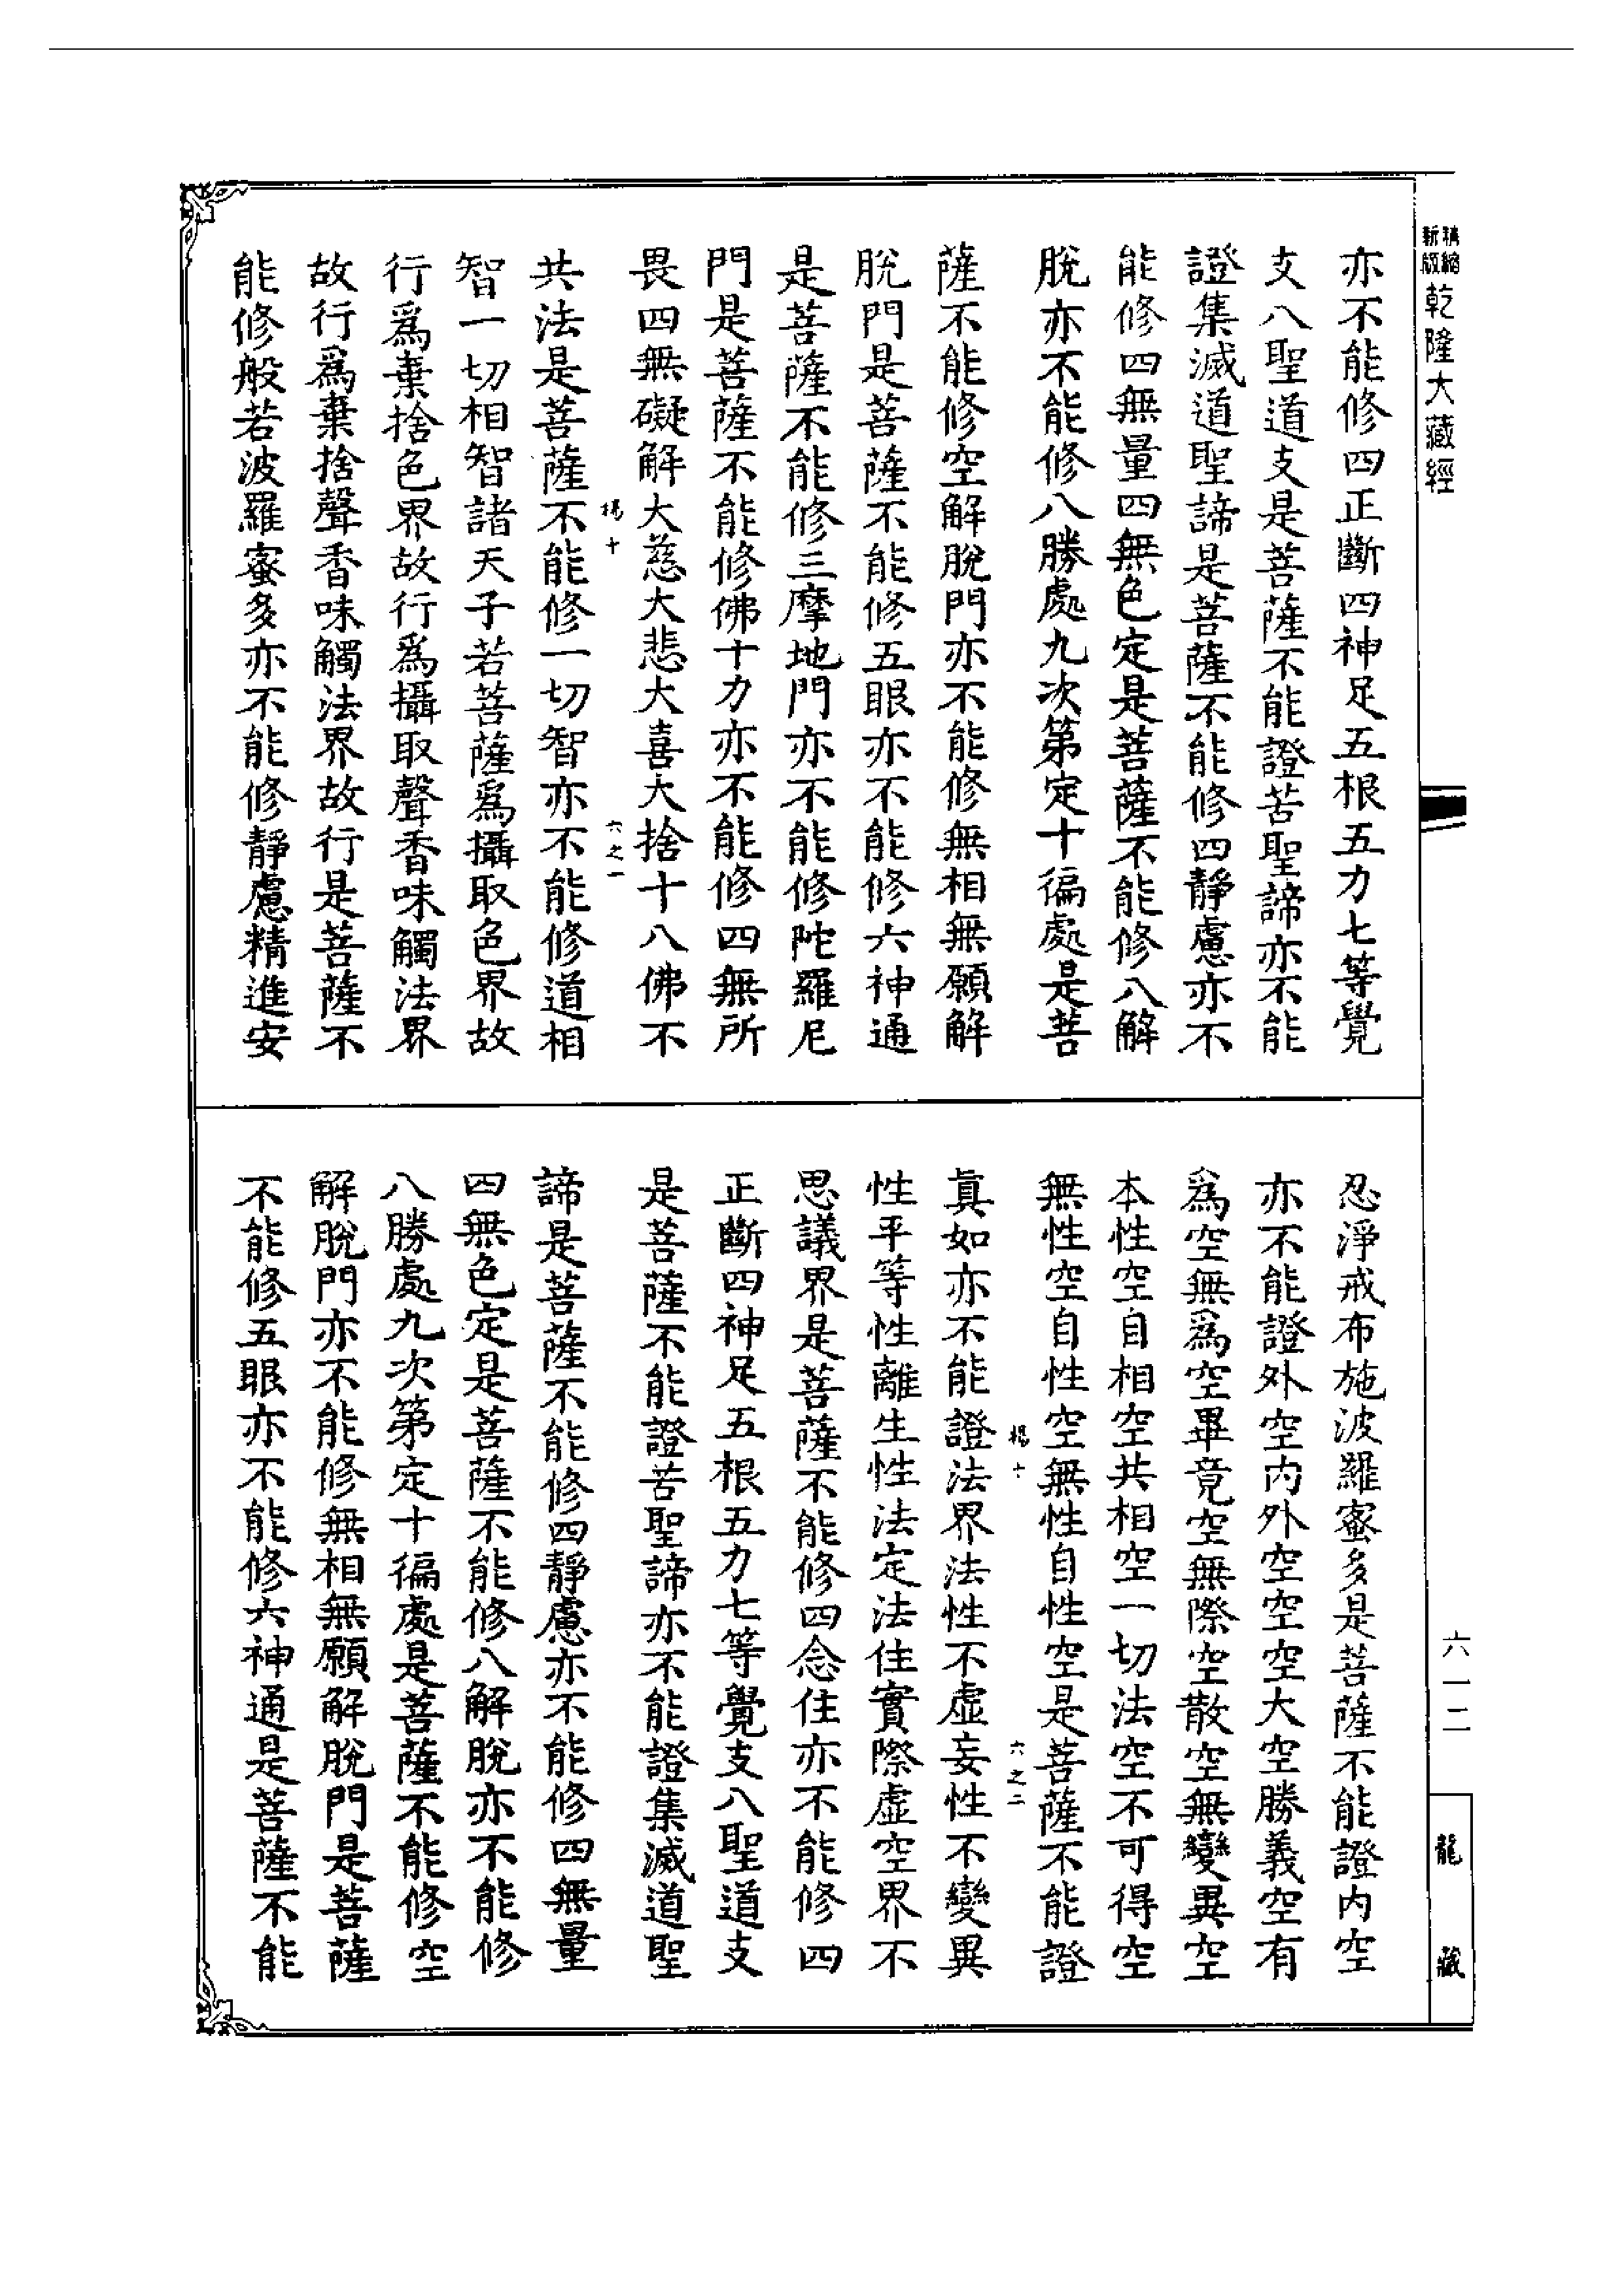 精縮
新版
乾隆大藏經
亦不能修四正斷四神足五根五力七等覺
支八聖道支是菩薩不能證苦聖諦亦不能
證集滅道聖諦是菩薩不能修四靜慮亦不
能修四無量四無色定是菩薩不能修八解
脫亦不能修八勝處九次第定十徧處是菩
薩不能修空解脫門亦不能修無相無願解
脫門是菩薩不能修五眼亦不能修六神通
是菩薩不能修三摩地門亦不能修陀羅尼
門是菩薩不能修佛十力亦不能修四無所
畏四無礙解大慈大悲大喜大捨十八佛不
楊十
六之一
共法是菩薩不能修一切智亦不能修道相
智一切相智諸天子若菩薩爲攝取色界故
行爲棄捨色界故行爲攝取聲香味觸法界
故行爲棄捨聲香味觸法界故行是菩薩不
能修般若波羅蜜多亦不能修靜慮精進安
忍淨戒布施波羅蜜多是菩薩不能證內空
亦不能證外空內外空空空大空勝義空有
爲空無爲空畢竟空無際空散空無變異空
本性空自相空共相空一切法空不可得空
無性空自性空無性自性空是菩薩不能證
楊十
六之二
真如亦不能證法界法性不虛妄性不變異
性平等性離生性法定法住實際虛空界不
思議界是菩薩不能修四念住亦不能修四
正斷四神足五根五力七等覺支八聖道支
是菩薩不能證苦聖諦亦不能證集滅道聖
諦是菩薩不能修四靜慮亦不能修四無量
四無色定是菩薩不能修八解脫亦不能修
八勝處九次第定十徧處是菩薩不能修空
解脫門亦不能修無相無願解脫門是菩薩
不能修五眼亦不能修六神通是菩薩不能
六一二
龍藏